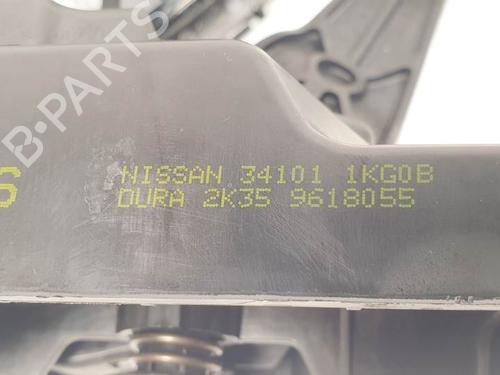 B-PARTS
S
NISSAN 34101 1KG0B
DURA 2K35 9618055